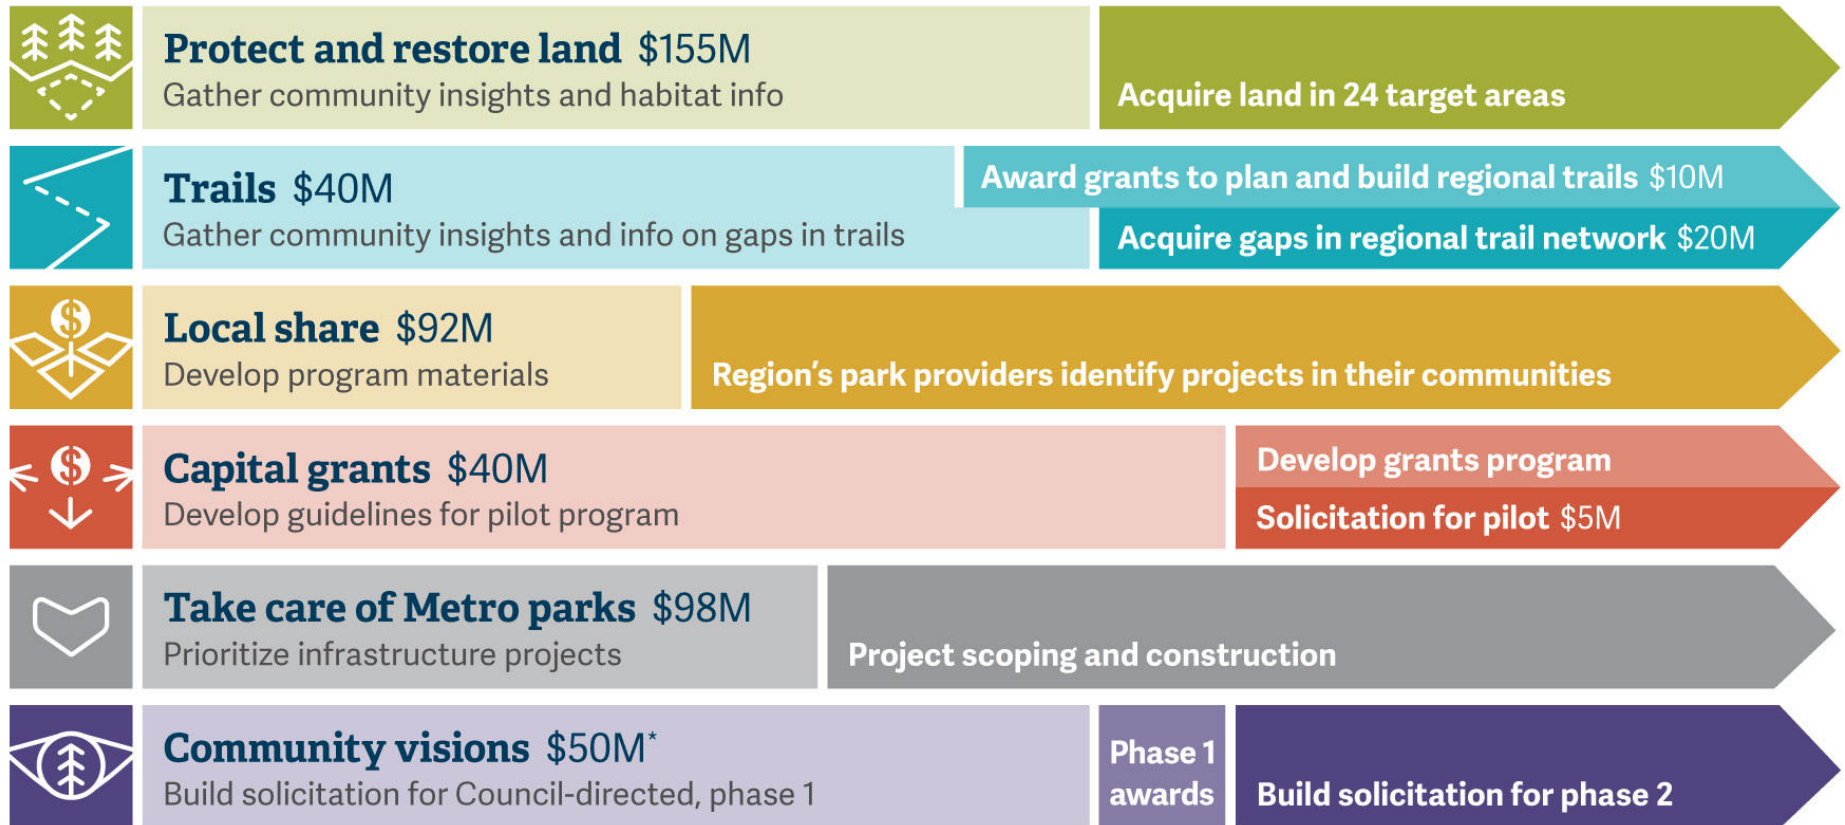 Protect and restore land $155M
Gather community insights and habitat info
Acquire land in 24 target areas
Trails $40M
Gather community insights and info on gaps in trails
Award grants to plan and build regional trails $10M
Acquire gaps in regional trail network $20M
Local share $92M
Develop program materials
Region's park providers identify projects in their communities
Capital grants $40M
Develop guidelines for pilot program
Develop grants program
Solicitation for pilot $5M
Take care of Metro parks $98M
Prioritize infrastructure projects
Project scoping and construction
Community visions $50M*
Build solicitation for Council-directed, phase 1
Phase 1
awards
Build solicitation for phase 2